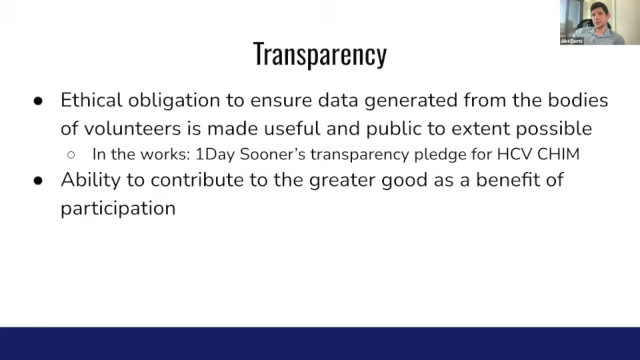 Transparency
● Ethical obligation to ensure data generated from the bodies
of volunteers is made useful and public to extent possible
○ In the works: 1Day Sooner’s transparency pledge for HCV CHIM
● Ability to contribute to the greater good as a benefit of
participation